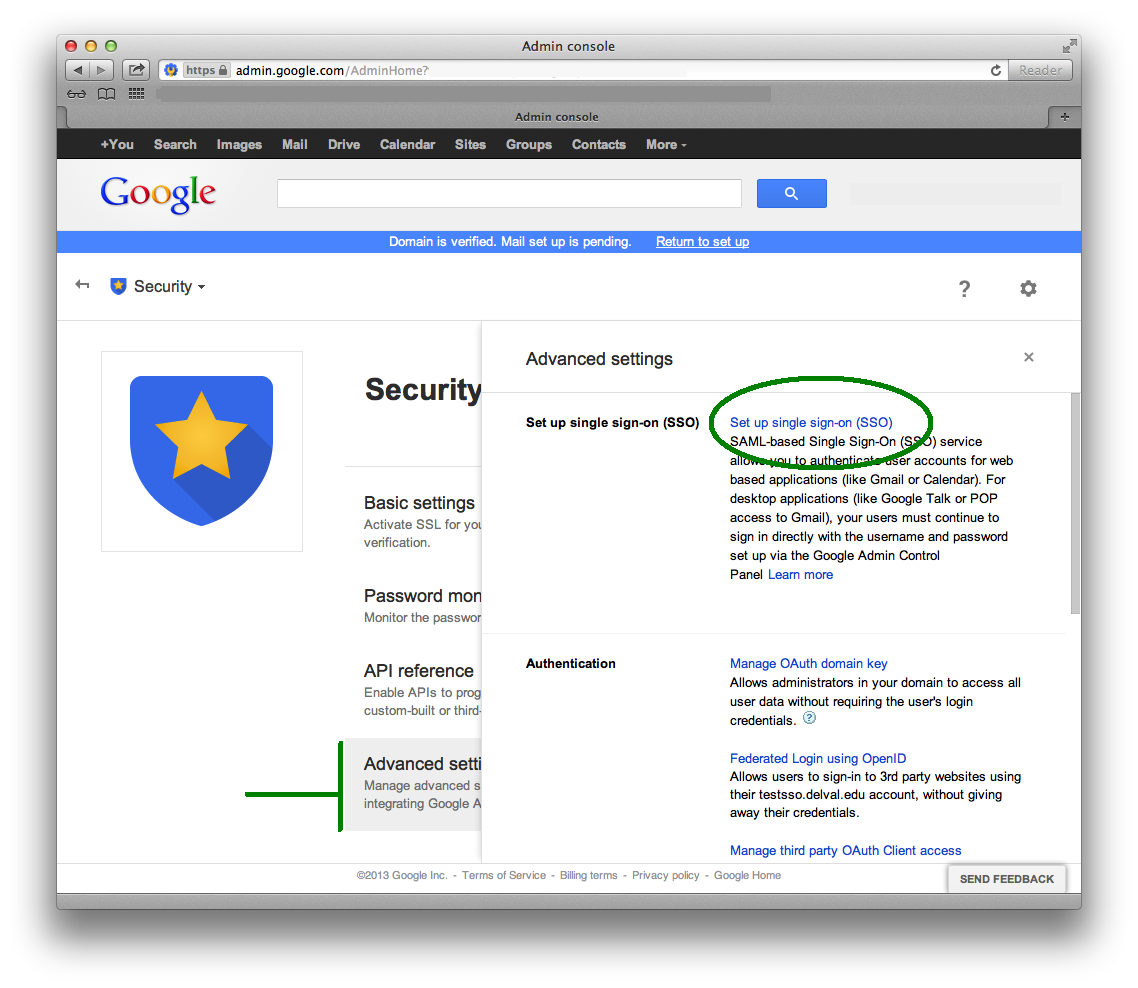 Admin console
https admin.google.com/AdminHome?
Reader
Admin console
+You Search Images Mail Drive Calendar Sites Groups Contacts More
Google
Domain is verified. Mail set up is pending. Return to set up
Security
?
Security
Basic settings
Activate SSL for you
verification.
Password mon
Monitor the passwor
API reference
Enable APIs to prog
custom-built or third-
Advanced setti
Manage advanced s
integrating Google A
Advanced settings
×
Set up single sign-on (SSO)
Set up single sign-on (SSO)
SAML-based Single Sign-On (SSO) service
allows you to authenticate user accounts for web
based applications (like Gmail or Calendar). For
desktop applications (like Google Talk or POP
access to Gmail), your users must continue to
sign in directly with the username and password
set up via the Google Admin Control
Panel Learn more
Authentication
Manage OAuth domain key
Allows administrators in your domain to access all
user data without requiring the user's login
credentials. ?
Federated Login using OpenID
Allows users to sign-in to 3rd party websites using
their testsso.delval.edu account, without giving
away their credentials.
Manage third party OAuth Client access
©2013 Google Inc. - Terms of Service - Billing terms - Privacy policy - Google Home
SEND FEEDBACK